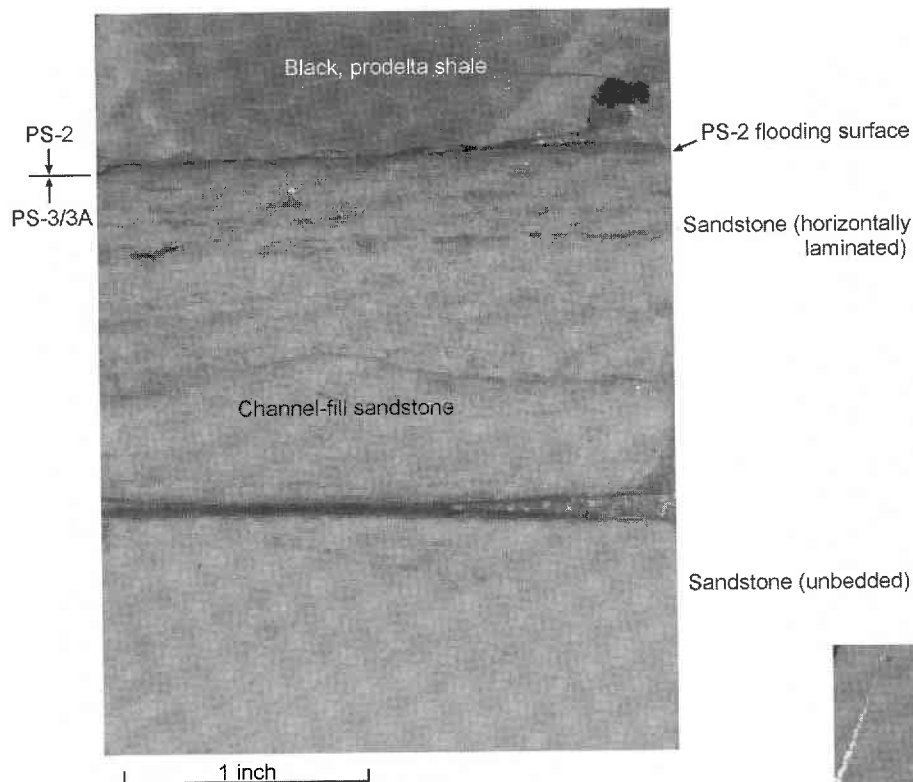 Black, prodelta shale
PS-2
PS-2 flooding surface
PS-3/3A
Sandstone (horizontally
laminated)
Channel-fill sandstone
Sandstone (unbedded)
1 inch